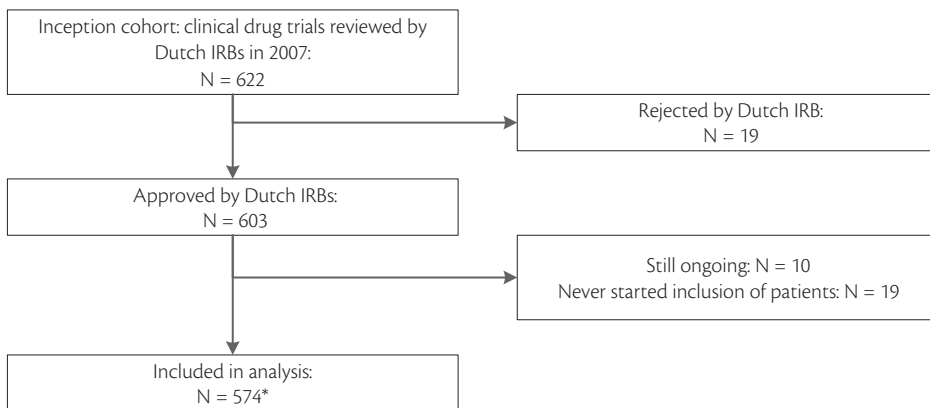 Inception cohort: clinical drug trials reviewed by
Dutch IRBs in 2007:
N = 622
Rejected by Dutch IRB:
N = 19
Approved by Dutch IRBs:
N = 603
Still ongoing: N = 10
Never started inclusion of patients: N = 19
Included in analysis:
N = 574*